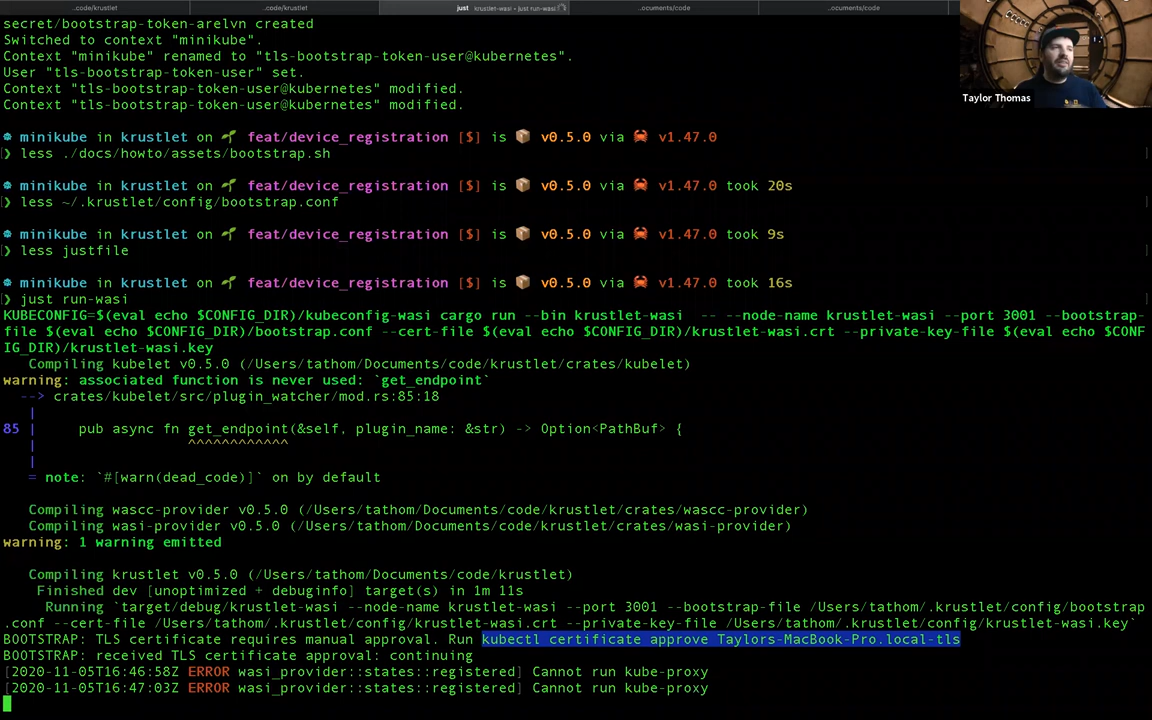 ..code/krustlet
..code/krustlet
just krustlet-wasi • just run-wasi
..ocuments/code
..ocuments/code
secret/bootstrap-token-arelvn created
Switched to context "minikube".
Context "minikube" renamed to "tls-bootstrap-token-user@kubernetes".
User "tls-bootstrap-token-user" set.
Context "tls-bootstrap-token-user@kubernetes" modified.
Context "tls-bootstrap-token-user@kubernetes" modified.
Taylor Thomas
minikube in krustlet on feat/device_registration [$] is 📦 v0.5.0 via 🦀 v1.47.0
❯ less ./docs/howto/assets/bootstrap.sh
minikube in krustlet on feat/device_registration [$] is 📦 v0.5.0 via 🦀 v1.47.0 took 20s
❯ less ~/.krustlet/config/bootstrap.conf
minikube in krustlet on feat/device_registration [$] is 📦 v0.5.0 via 🦀 v1.47.0 took 9s
❯ less justfile
minikube in krustlet on feat/device_registration [$] is 📦 v0.5.0 via 🦀 v1.47.0 took 16s
❯ just run-wasi
KUBECONFIG=$(eval echo $CONFIG_DIR)/kubeconfig-wasi cargo run --bin krustlet-wasi  -- --node-name krustlet-wasi --port 3001 --bootstrap-
file $(eval echo $CONFIG_DIR)/bootstrap.conf --cert-file $(eval echo $CONFIG_DIR)/krustlet-wasi.crt --private-key-file $(eval echo $CONF
IG_DIR)/krustlet-wasi.key
Compiling kubelet v0.5.0 (/Users/tathom/Documents/code/krustlet/crates/kubelet)
warning: associated function is never used: `get_endpoint`
--> crates/kubelet/src/plugin_watcher/mod.rs:85:18
|
85 |     pub async fn get_endpoint(&self, plugin_name: &str) -> Option<PathBuf> {
|                  ^^^^^^^^^^^^
|
= note: `#[warn(dead_code)]` on by default
Compiling wascc-provider v0.5.0 (/Users/tathom/Documents/code/krustlet/crates/wascc-provider)
Compiling wasi-provider v0.5.0 (/Users/tathom/Documents/code/krustlet/crates/wasi-provider)
warning: 1 warning emitted
Compiling krustlet v0.5.0 (/Users/tathom/Documents/code/krustlet)
Finished dev [unoptimized + debuginfo] target(s) in 1m 11s
Running `target/debug/krustlet-wasi --node-name krustlet-wasi --port 3001 --bootstrap-file /Users/tathom/.krustlet/config/bootstrap
.conf --cert-file /Users/tathom/.krustlet/config/krustlet-wasi.crt --private-key-file /Users/tathom/.krustlet/config/krustlet-wasi.key`
BOOTSTRAP: TLS certificate requires manual approval. Run kubectl certificate approve Taylors-MacBook-Pro.local-tls
BOOTSTRAP: received TLS certificate approval: continuing
[2020-11-05T16:46:58Z ERROR wasi_provider::states::registered] Cannot run kube-proxy
[2020-11-05T16:47:03Z ERROR wasi_provider::states::registered] Cannot run kube-proxy